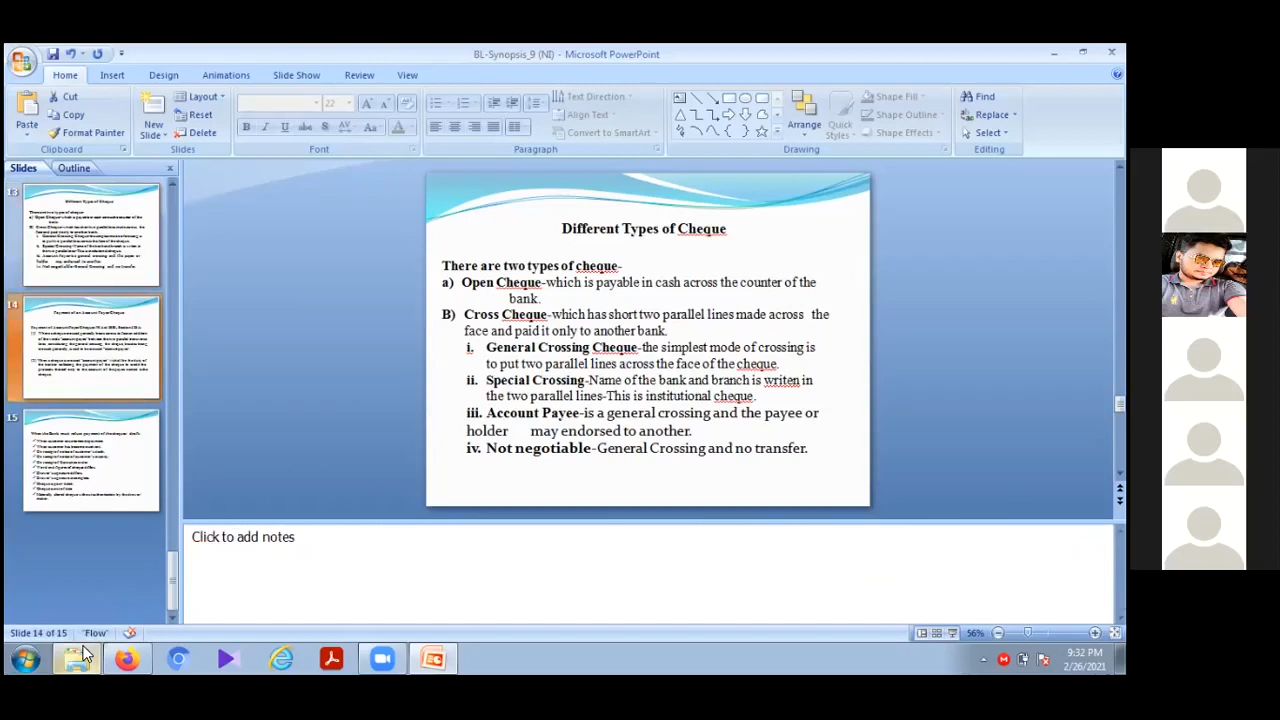 BL-Synopsis_9 (NI) - Microsoft PowerPoint
Home Insert Design Animations Slide Show Review View
Paste
Cut
Copy
Format Painter
Clipboard
New Slide
Layout
Reset
Delete
Slides
22
Font
Text Direction
Align Text
Convert to SmartArt
Paragraph
Arrange
Quick Styles
Shape Fill
Shape Outline
Shape Effects
Drawing
Find
Replace
Select
Editing
Slides Outline
13
14
15
Different Types of Cheque
There are two types of cheque-
a) Open Cheque-which is payable in cash across the counter of the
bank.
B) Cross Cheque-which has short two parallel lines made across the
face and paid it only to another bank.
i. General Crosing Cheque-the simplest mode of crossing is
to put two parallel lines across the face of the cheque.
ii. Special Crossing-Name of the bank and branch is writen in
the two parallel lines-This is institutional cheque.
iii. Account Payee-is a general crossing and the payee or
holder may endorsed to another.
iv. Not negotiable-General Crossing and no transfer.
Click to add notes
Slide 14 of 15 "Flow" 56%
9:32 PM
2/26/2021